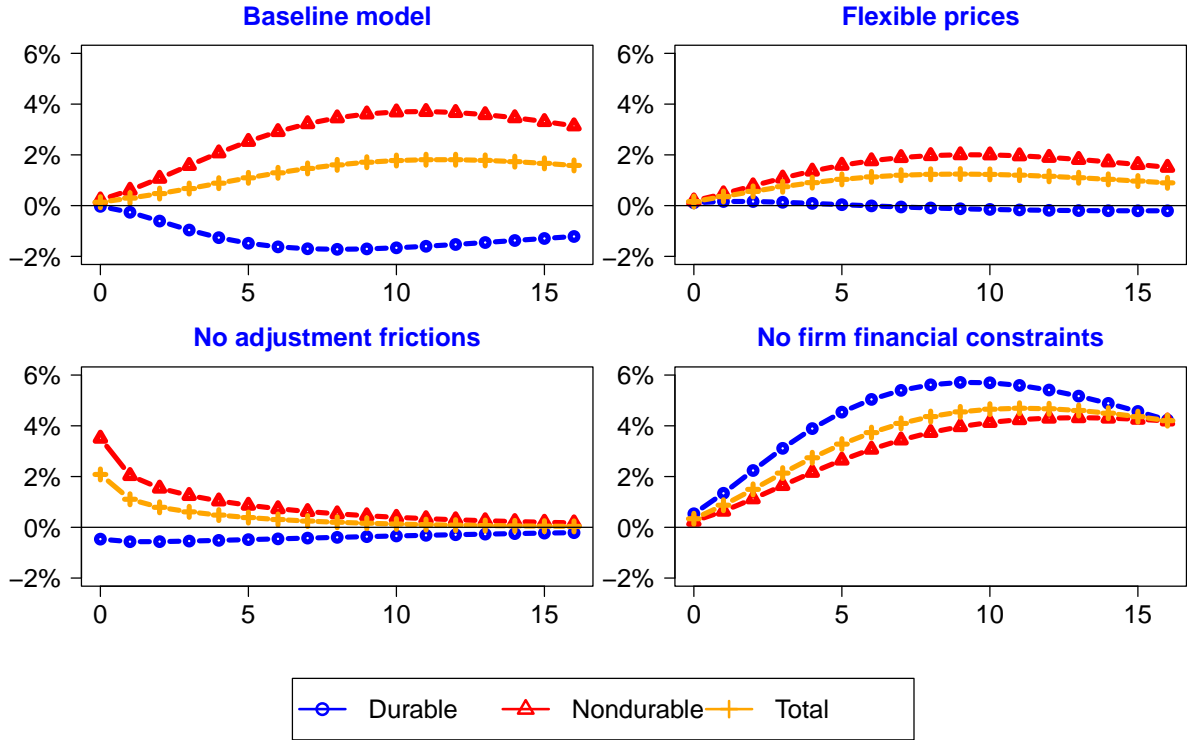 Baseline model
Flexible prices
6%
4%
2%
0%
−2%
0 5 10 15
6%
4%
2%
0%
−2%
0 5 10 15
No adjustment frictions
No firm financial constraints
6%
4%
2%
0%
−2%
0 5 10 15
6%
4%
2%
0%
−2%
0 5 10 15
Durable Nondurable Total